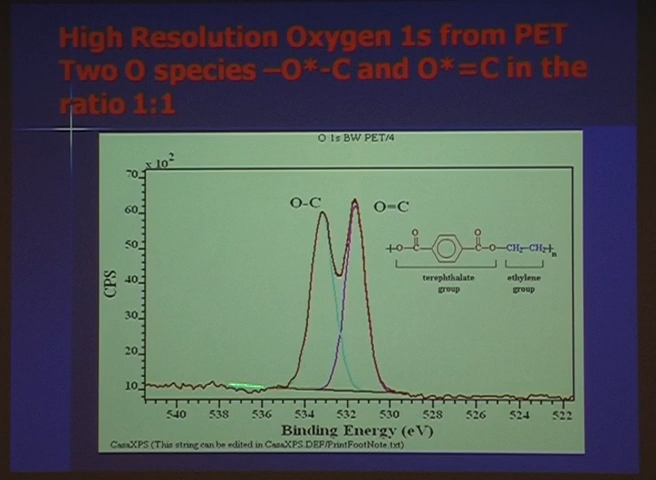 High Resolution Oxygen 1s from PET
Two O species –O*-C and O*=C in the
ratio 1:1
O 1s BW PET/4
x 10²
70
60
50
40
30
20
10
CPS
O-C
O=C
O
O
O
O
CH₂-CH₂
n
terephthalate
group
ethylene
group
540
538
536
534
532
530
528
526
524
522
Binding Energy (eV)
CasaXPS (This string can be edited in CasaXPS.DEF/PrintFootNote.txt)